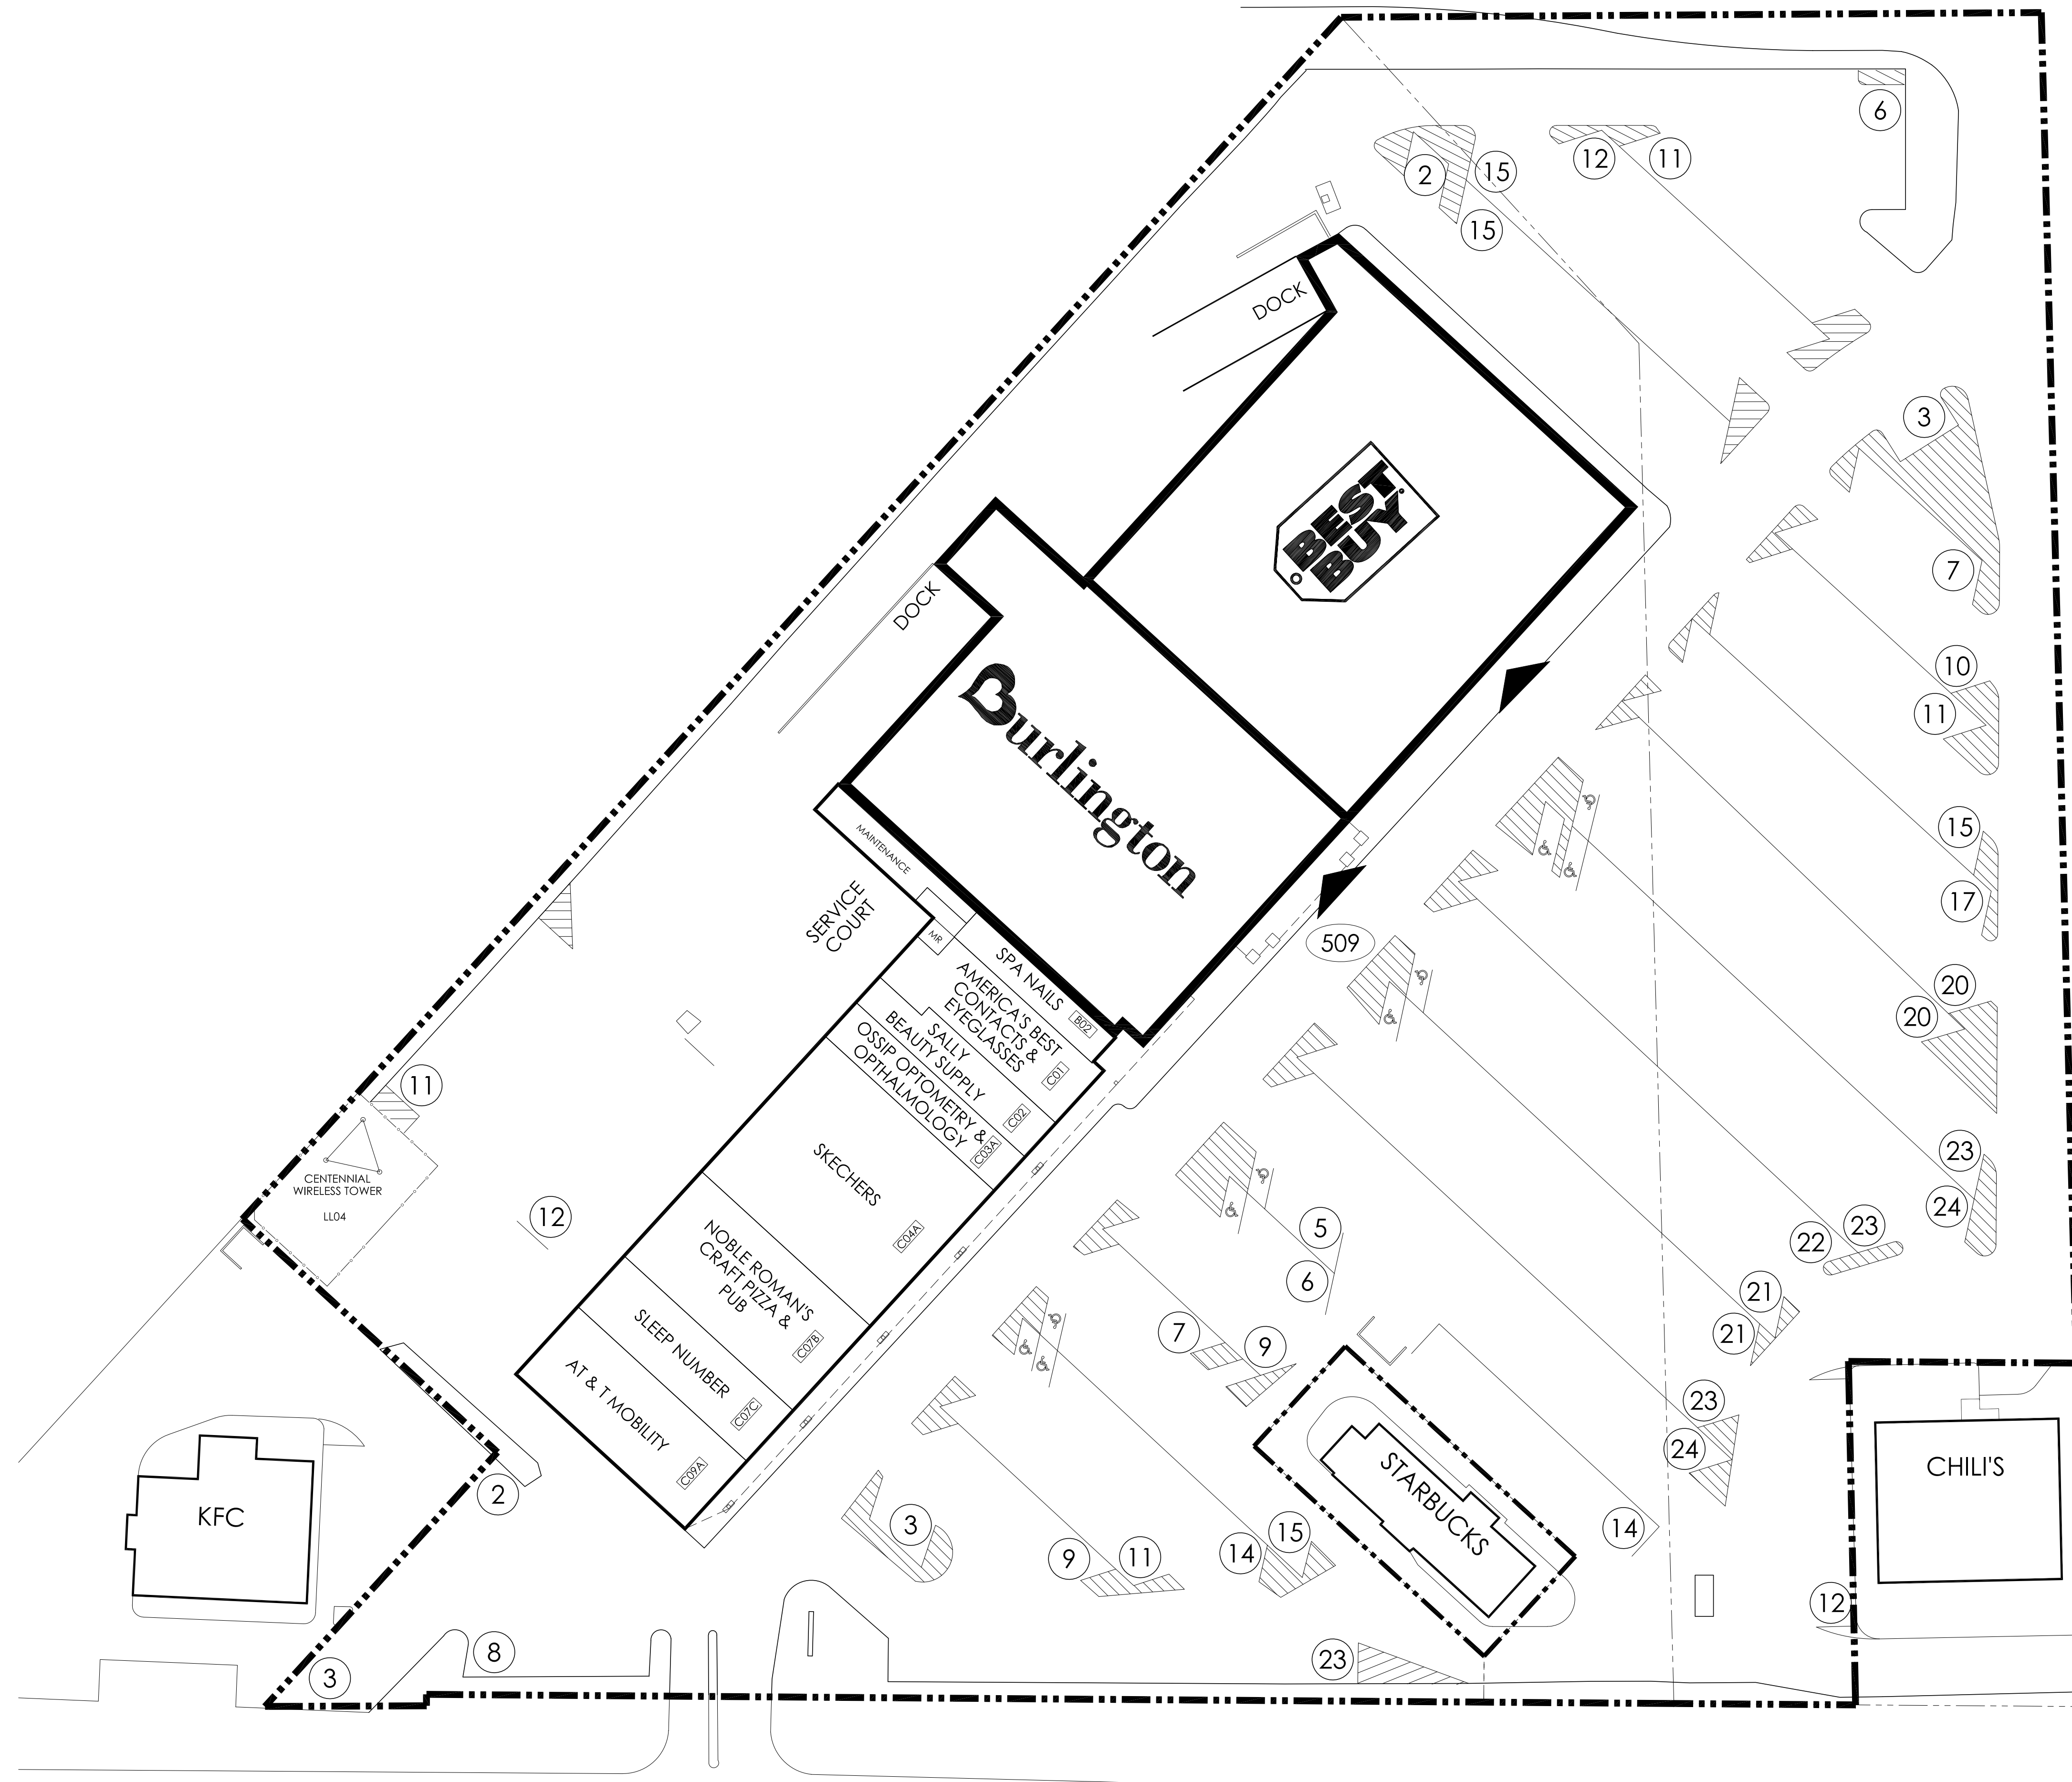 6
2
15
15
12
11
DOCK
BEST
BUY
3
7
DOCK
Burlington
10
11
MAINTENANCE
SERVICE
COURT
MR
SPA NAILS
B02
509
15
17
AMERICA'S BEST
CONTACTS &
EYEGLASSES
C01
SALLY
BEAUTY SUPPLY
C02
OSSIP OPTOMETRY &
OPTHALMOLOGY
C03A
20
20
11
CENTENNIAL
WIRELESS TOWER
LL04
12
SKECHERS
C04A
NOBLE ROMAN'S
CRAFT PIZZA &
PUB
C07B
SLEEP NUMBER
C07C
AT & T MOBILITY
C09A
23
24
5
6
22
23
21
21
7
9
23
24
KFC
2
3
9
11
14
15
STARBUCKS
14
CHILI'S
12
8
3
23